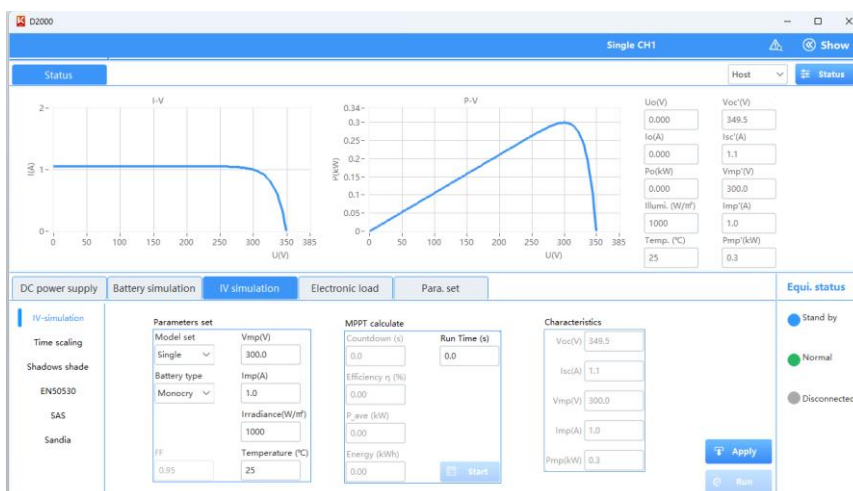 D2000
Single CH1
Show
Status
Host
Status
I-V
2
1
0
I(A)
0 50 100 150 200 250 300 350 385
U(V)
P-V
0.34
0.3
0.25
0.2
0.15
0.1
0.05
0
P(kW)
0 50 100 150 200 250 300 350 385
U(V)
Uo(V) Voc'(V)
0.000 349.5
Io(A) Isc'(A)
0.000 1.1
Po(kW) Vmp'(V)
0.000 300.0
Illumi. (W/㎡) Imp'(A)
1000 1.0
Temp. (℃) Pmp'(kW)
25 0.3
DC power supply Battery simulation IV simulation Electronic load Para. set
Equi. status
Stand by
Normal
Disconnected
IV-simulation
Time scaling
Shadows shade
EN50530
SAS
Sandia
Parameters set
Model set Vmp(V)
Single 300.0
Battery type Imp(A)
Monocry 1.0
Irradiance(W/㎡)
1000
FF Temperature (℃)
0.95 25
MPPT calculate
Countdown (s) Run Time (s)
0.0 0.0
Efficiency η (%)
0.00
P_ave (kW)
0.00
Energy (kWh)
0.00 Start
Characteristics
Voc(V) 349.5
Isc(A) 1.1
Vmp(V) 300.0
Imp(A) 1.0
Pmp(kW) 0.3
Apply
Run